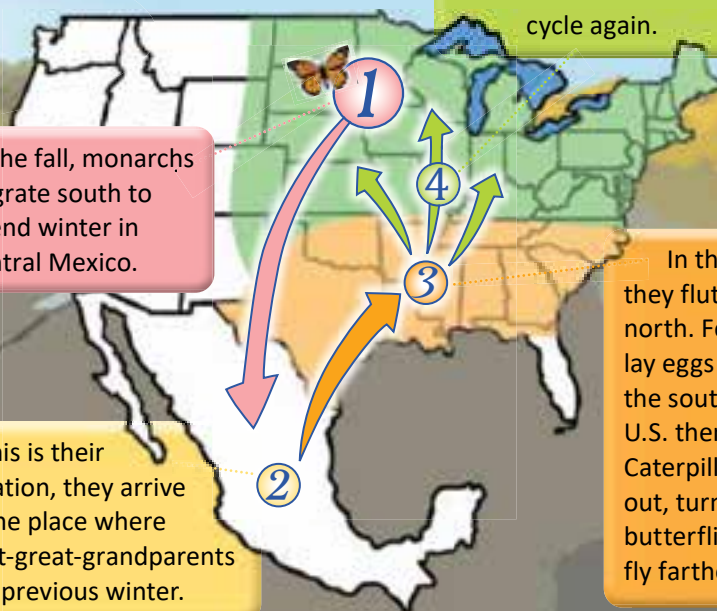 cycle again.
1
he fall, monarchs
grate south to
end winter in
ntral Mexico.
4
3
In th
they flut
north. F
lay eggs
the sout
U.S. then
Caterpill
out, turn
butterfli
fly farthe
2
his is their
ation, they arrive
he place where
t-great-grandparents
previous winter.